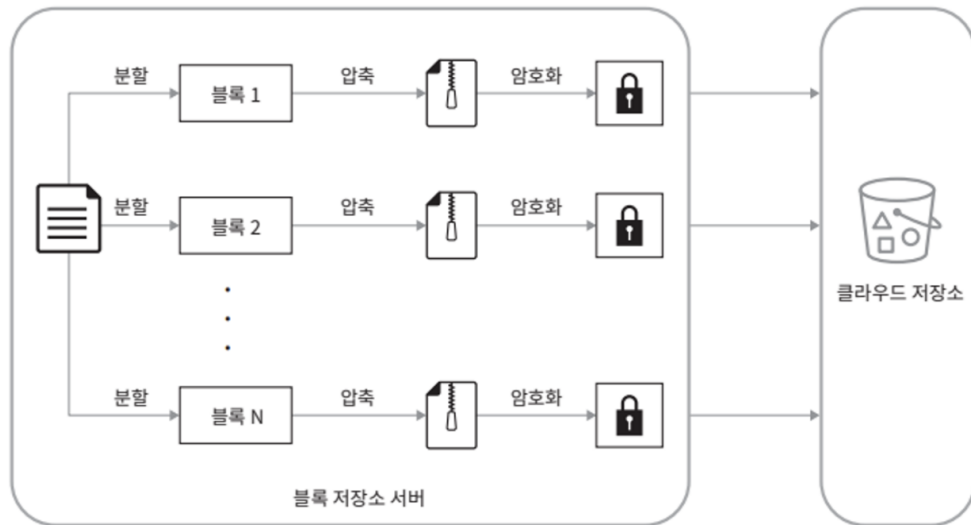 분할
블록 1
압축
암호화
분할
블록 2
압축
암호화
클라우드 저장소
분할
블록 N
압축
암호화
블록 저장소 서버